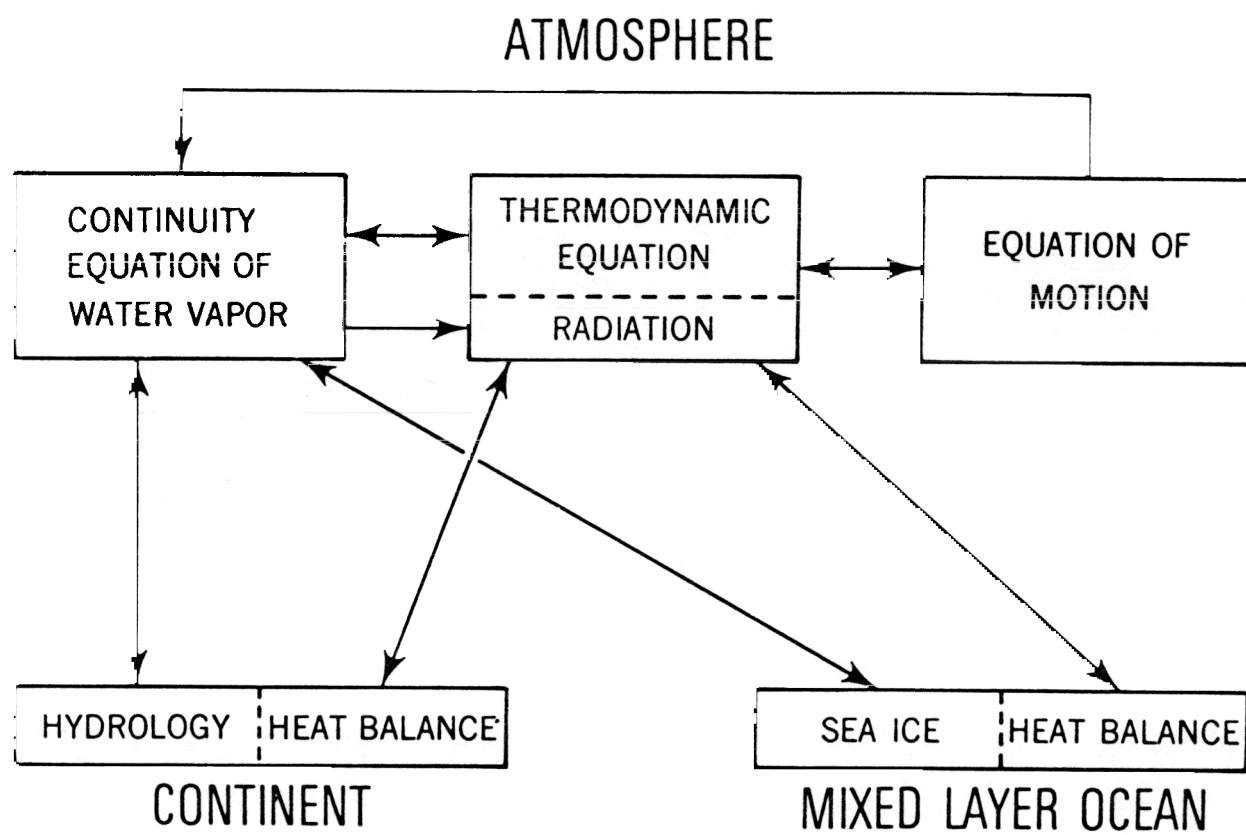 ATMOSPHERE
CONTINUITY
EQUATION OF
WATER VAPOR
THERMODYNAMIC
EQUATION
RADIATION
EQUATION OF
MOTION
HYDROLOGY
HEAT BALANCE
CONTINENT
SEA ICE
HEAT BALANCE
MIXED LAYER OCEAN